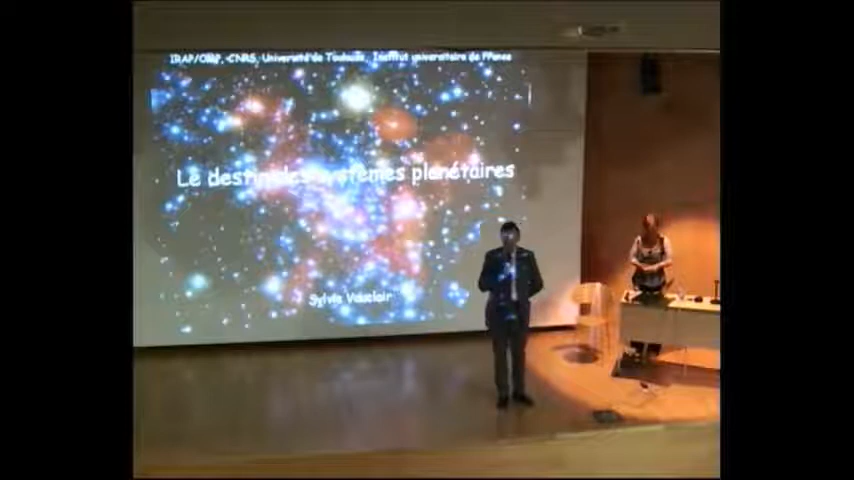 IRAP/OMP, CNRS, Université de Toulouse, Institut universitaire de France
Le destin des systèmes planétaires
Sylvie Vauclair